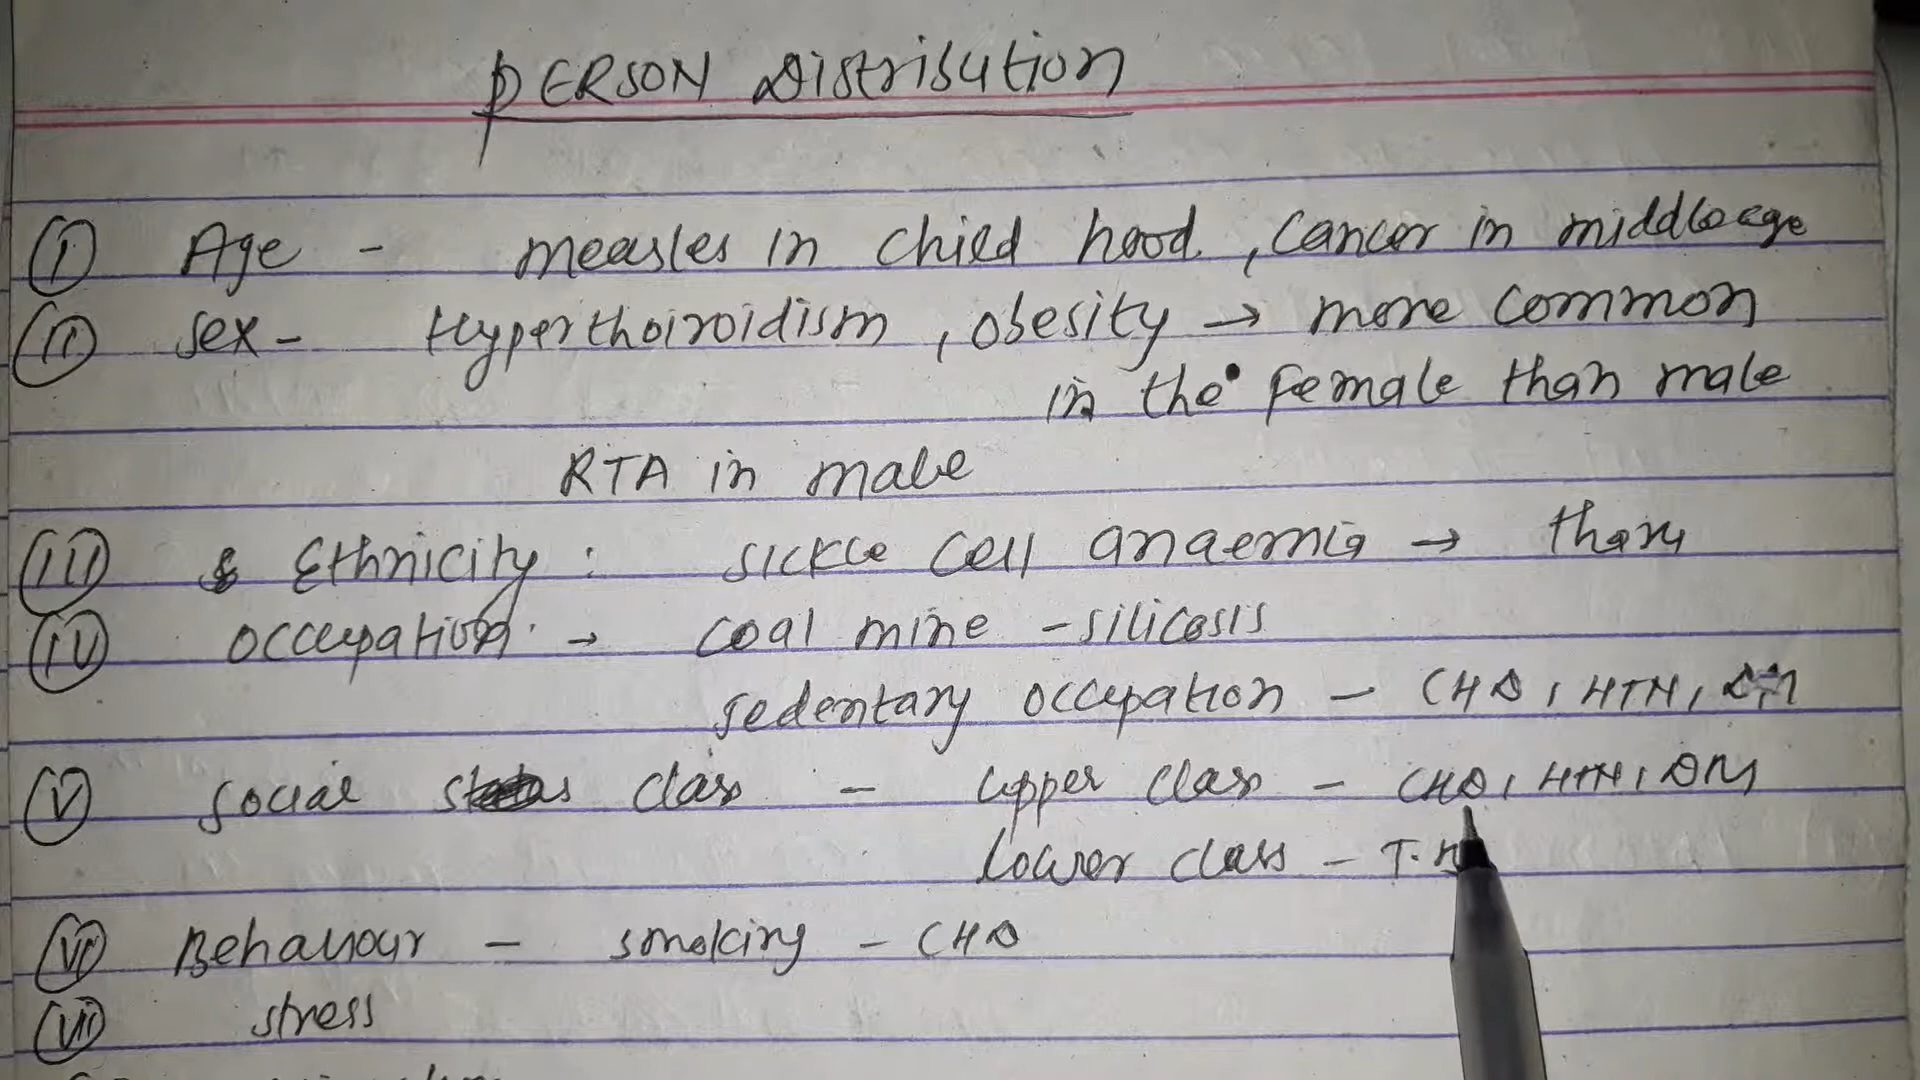 PERSON Distribution
(I) Age - measles in child hood, Cancer in middle age
(II) Sex - Hyperthoiroidism, obesity → more common
in the female than male
RTA in male
(III) Ethnicity : sickle cell anaemia → tharu
(IV) occupation → coal mine - silicosis
sedentary occupation - CHD, HTN, DM
(V) social class - upper class - CHD, HTN, DM
lower class - T.B
(VI) Behaviour - smoking - CHD
(VII) stress